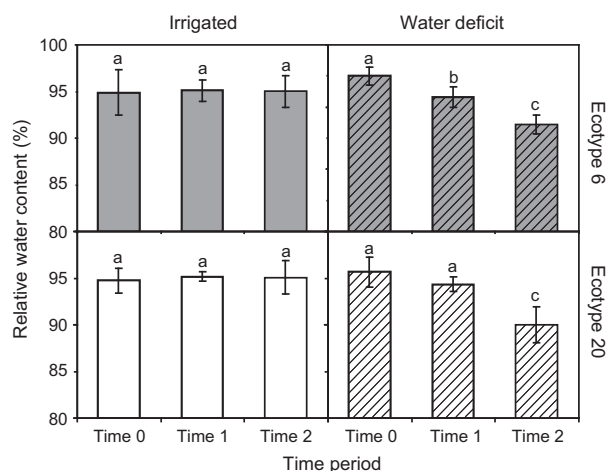 Irrigated
Water deficit
Relative water content (%)
100
95
90
85
80
a
a
a
a
b
c
Ecotype 6
95
90
85
80
a
a
a
a
a
c
Ecotype 20
Time 0
Time 1
Time 2
Time 0
Time 1
Time 2
Time period